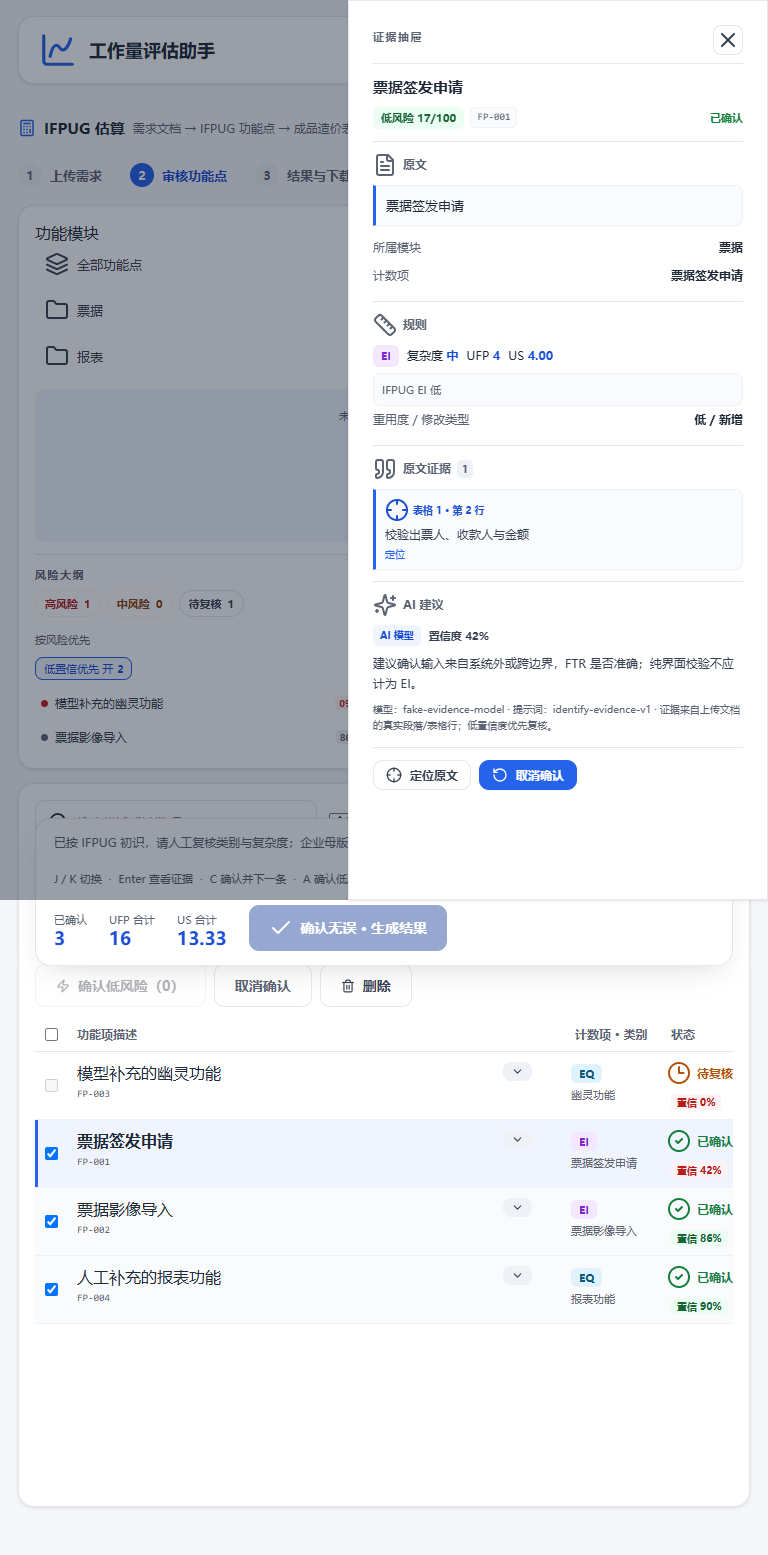 工作量评估助手
IFPUG 估算 需求文档 → IFPUG 功能点 → 成品造价表
1 上传需求 2 审核功能点 3 结果与下载
功能模块
全部功能点
票据
报表
未
风险大纲
高风险 1 中风险 0 待复核 1
按风险优先
低置信优先 开 2
模型补充的幽灵功能 0%
票据影像导入 86
证据抽屉
票据签发申请
低风险 17/100 FP-001 已确认
原文
票据签发申请
所属模块 票据
计数项 票据签发申请
规则
EI 复杂度 中 UFP 4 US 4.00
IFPUG EI 低
重用度 / 修改类型 低 / 新增
原文证据 1
表格 1 • 第 2 行
校验出票人、收款人与金额
定位
AI 建议
AI 模型 置信度 42%
建议确认输入来自系统外或跨边界，FTR 是否准确；纯界面校验不应
计为 EI。
模型：fake-evidence-model · 提示词：identify-evidence-v1 · 证据来自上传文档
的真实段落/表格行；低置信度优先复核。
定位原文 取消确认
已按 IFPUG 初识，请人工复核类别与复杂度；企业母版
J / K 切换 · Enter 查看证据 · C 确认并下一条 · A 确认低
已确认 UFP 合计 US 合计
3 16 13.33 确认无误 • 生成结果
确认低风险（0） 取消确认 删除
功能项描述 计数项 • 类别 状态
模型补充的幽灵功能 EQ 待复核
FP-003 幽灵功能 置信 0%
票据签发申请 EI 已确认
FP-001 票据签发申请 置信 42%
票据影像导入 EI 已确认
FP-002 票据影像导入 置信 86%
人工补充的报表功能 EQ 已确认
FP-004 报表功能 置信 90%